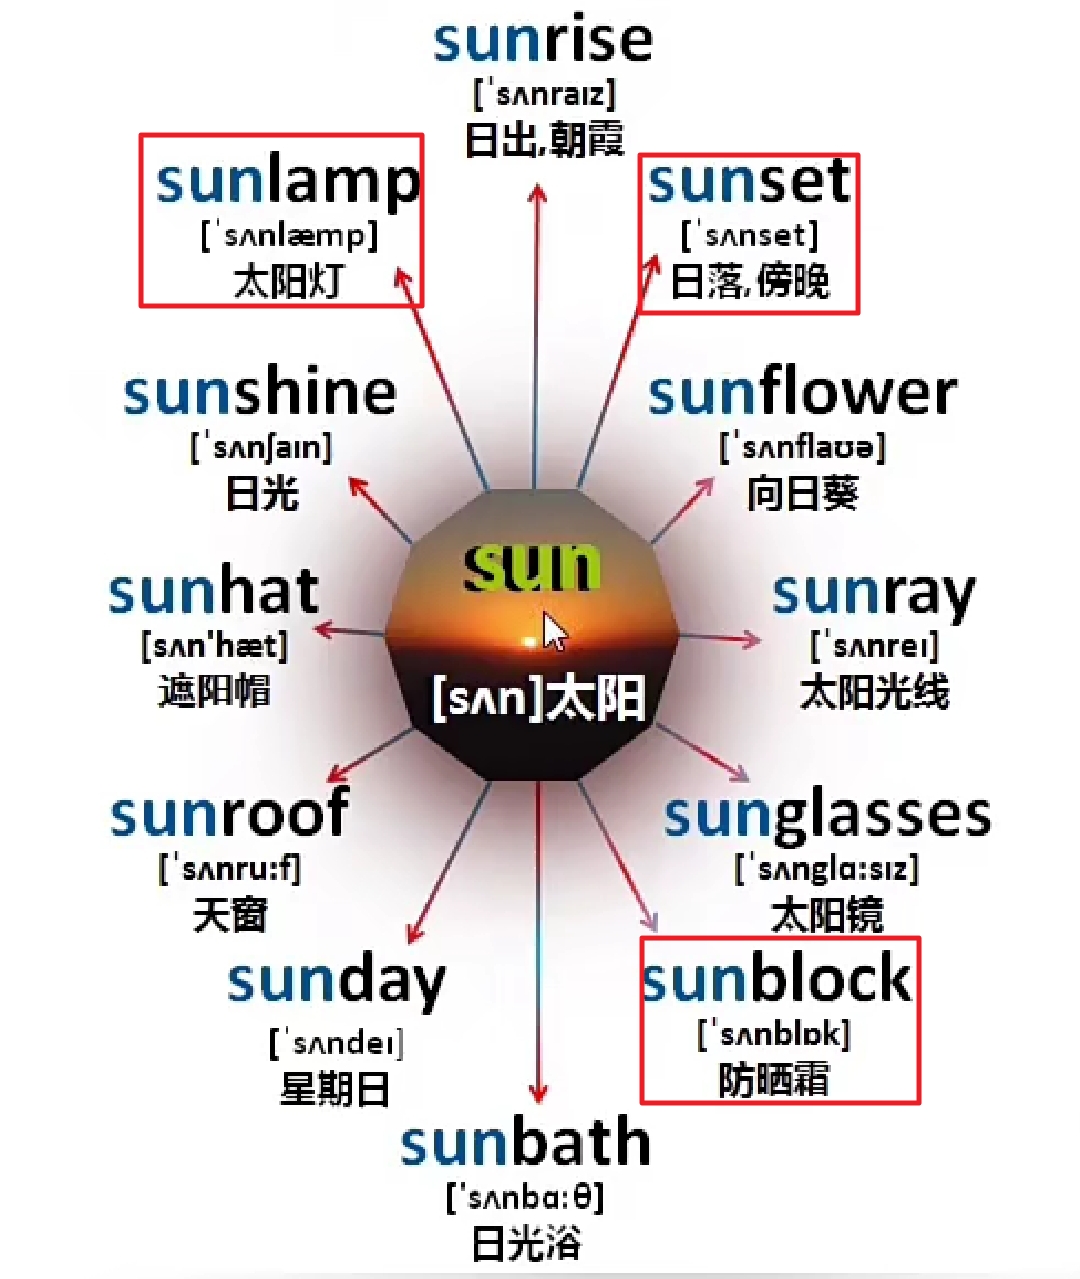 sunrise
[ˈsʌnraɪz]
日出,朝霞
sunlamp
[ˈsʌnlæmp]
太阳灯
sunset
[ˈsʌnset]
日落,傍晚
sunshine
[ˈsʌnʃaɪn]
日光
sunflower
[ˈsʌnflaʊə]
向日葵
sun
[sʌn]太阳
sunhat
[sʌn'hæt]
遮阳帽
sunray
[ˈsʌnreɪ]
太阳光线
sunroof
[ˈsʌnru:f]
天窗
sunglasses
[ˈsʌnglɑ:sɪz]
太阳镜
sunday
[ˈsʌndeɪ]
星期日
sunblock
[ˈsʌnblɒk]
防晒霜
sunbath
[ˈsʌnbɑ:θ]
日光浴